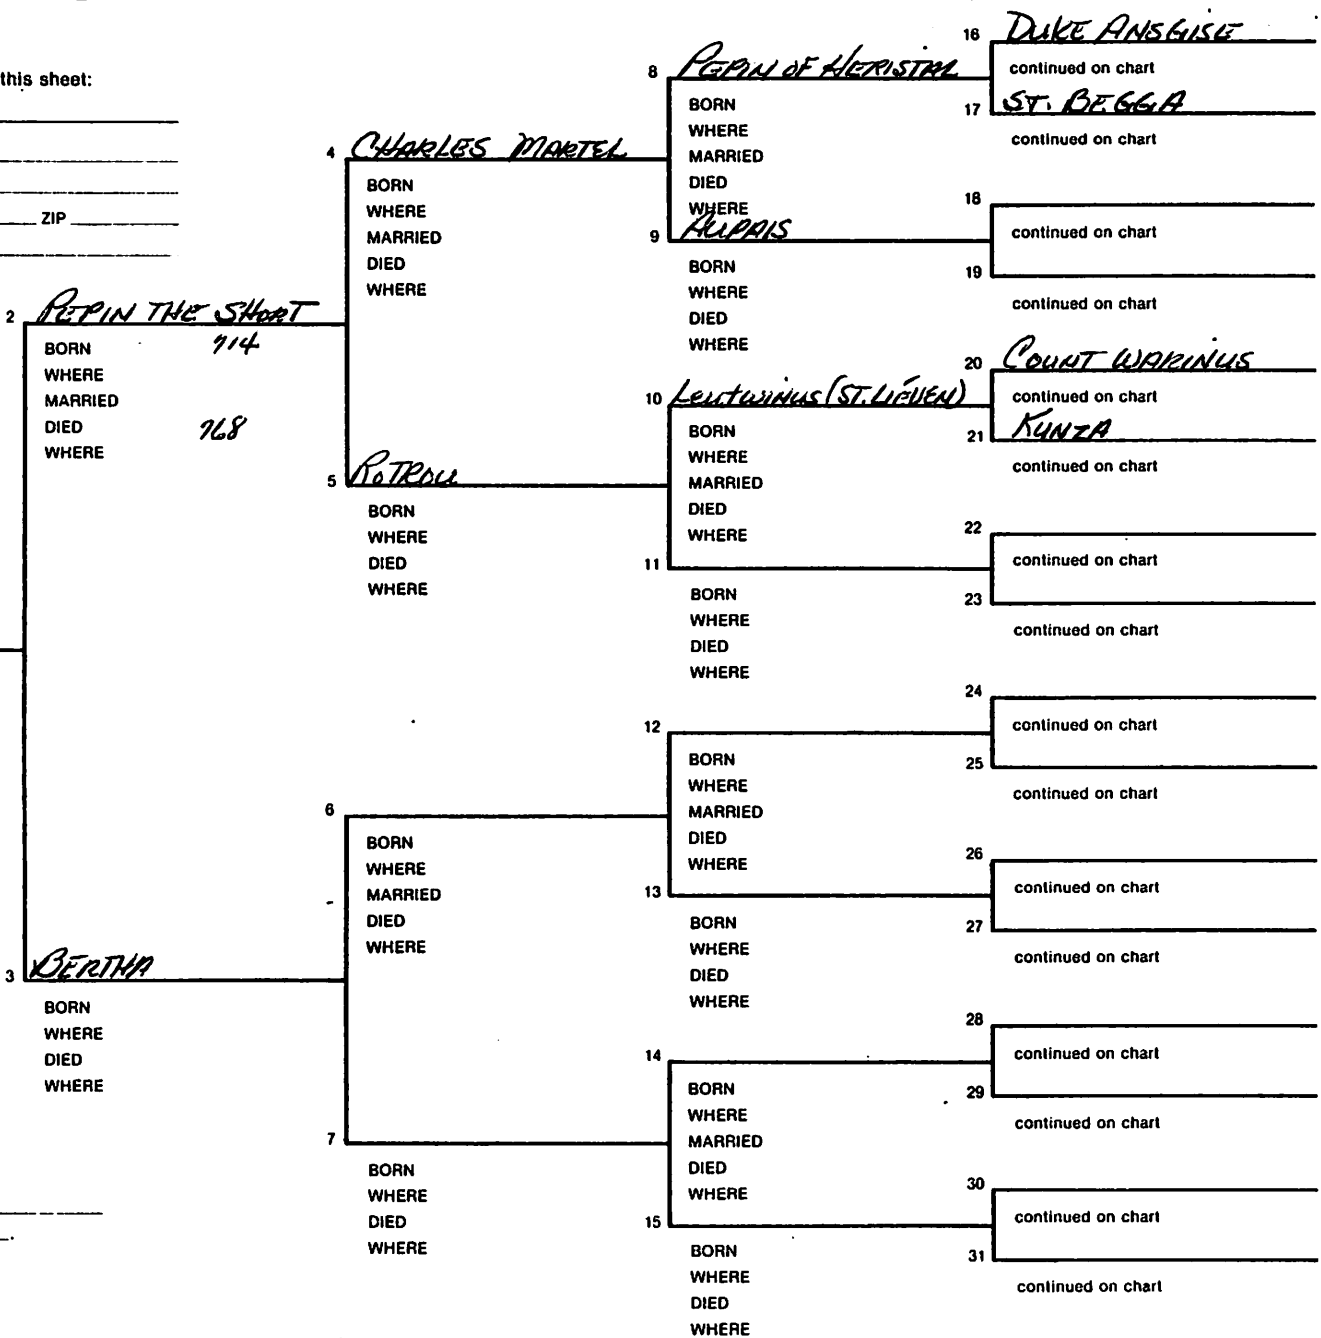 this sheet:
ZIP
2 PEPIN THE SHORT
BORN 714
WHERE
MARRIED
DIED 768
WHERE
3 BERTHA
BORN
WHERE
DIED
WHERE
4 CHARLES MARTEL
BORN
WHERE
MARRIED
DIED
WHERE
5 ROTROU
BORN
WHERE
DIED
WHERE
6
BORN
WHERE
MARRIED
DIED
WHERE
7
BORN
WHERE
DIED
WHERE
8 PEPIN OF HERISTAL
BORN
WHERE
MARRIED
DIED
WHERE
9 AUPAIS
BORN
WHERE
DIED
WHERE
10 Leutwinus (ST. LIÉVEN)
BORN
WHERE
MARRIED
DIED
WHERE
11
BORN
WHERE
DIED
WHERE
12
BORN
WHERE
MARRIED
DIED
WHERE
13
BORN
WHERE
DIED
WHERE
14
BORN
WHERE
MARRIED
DIED
WHERE
15
BORN
WHERE
DIED
WHERE
16 DUKE ANSGISE
continued on chart
17 ST. BEGGA
continued on chart
18
continued on chart
19
continued on chart
20 COUNT WARINUS
continued on chart
21 KUNZA
continued on chart
22
continued on chart
23
continued on chart
24
continued on chart
25
continued on chart
26
continued on chart
27
continued on chart
28
continued on chart
29
continued on chart
30
continued on chart
31
continued on chart